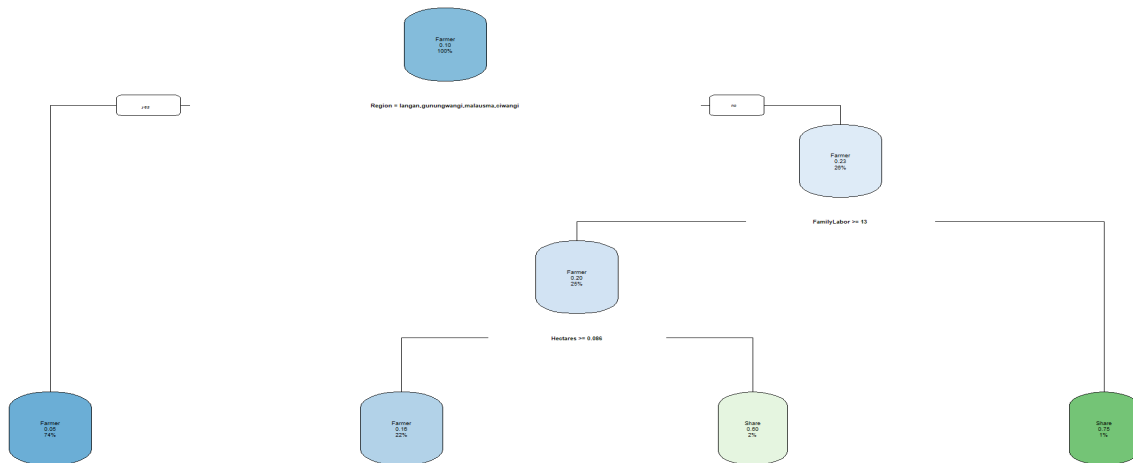 Farmer
0.10
100%
yes
Region = langan,gunungwangi,malausma,ciwangi
no
Farmer
0.23
26%
FamilyLabor >= 13
Farmer
0.20
25%
Hectares >= 0.086
Farmer
0.05
74%
Farmer
0.16
22%
Share
0.60
2%
Share
0.75
1%